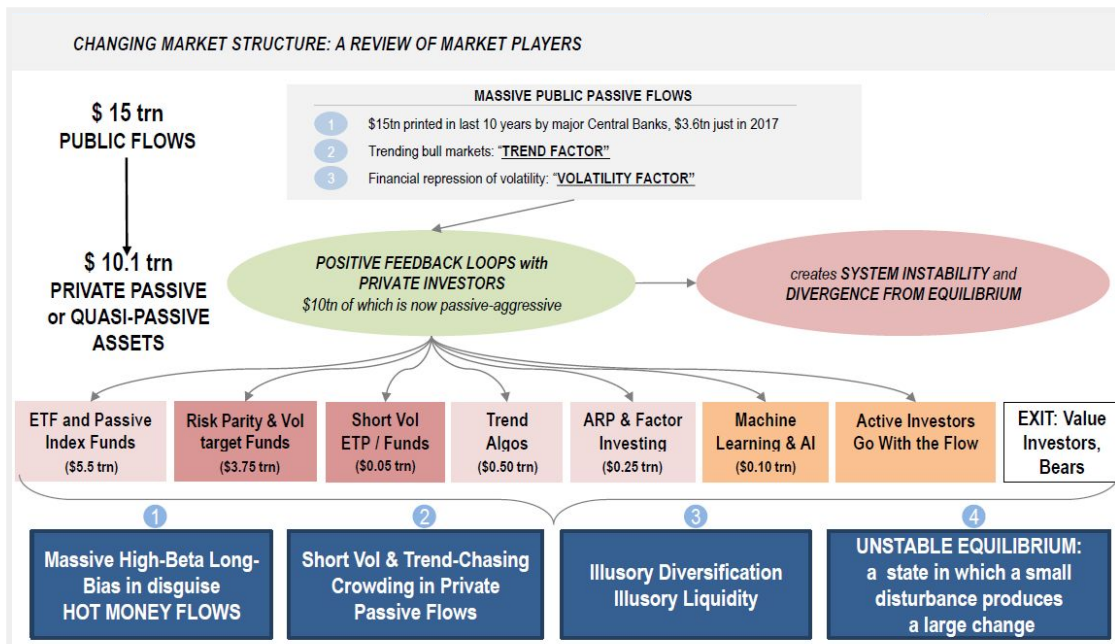 CHANGING MARKET STRUCTURE: A REVIEW OF MARKET PLAYERS
$ 15 trn
PUBLIC FLOWS
MASSIVE PUBLIC PASSIVE FLOWS
1 $15tn printed in last 10 years by major Central Banks, $3.6tn just in 2017
2 Trending bull markets: “TREND FACTOR”
3 Financial repression of volatility: “VOLATILITY FACTOR”
$ 10.1 trn
PRIVATE PASSIVE
or QUASI-PASSIVE
ASSETS
POSITIVE FEEDBACK LOOPS with
PRIVATE INVESTORS
$10tn of which is now passive-aggressive
creates SYSTEM INSTABILITY and
DIVERGENCE FROM EQUILIBRIUM
ETF and Passive
Index Funds
($5.5 trn)
Risk Parity & Vol
target Funds
($3.75 trn)
Short Vol
ETP / Funds
($0.05 trn)
Trend
Algos
($0.50 trn)
ARP & Factor
Investing
($0.25 trn)
Machine
Learning & AI
($0.10 trn)
Active Investors
Go With the Flow
EXIT: Value
Investors,
Bears
1
Massive High-Beta Long-
Bias in disguise
HOT MONEY FLOWS
2
Short Vol & Trend-Chasing
Crowding in Private
Passive Flows
3
Illusory Diversification
Illusory Liquidity
4
UNSTABLE EQUILIBRIUM:
a state in which a small
disturbance produces
a large change